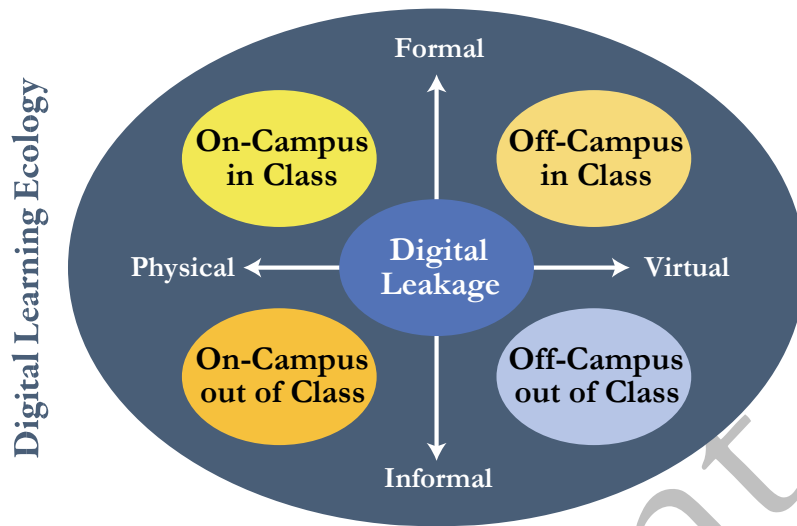 Digital Learning Ecology
Formal
On-Campus
in Class
Off-Campus
in Class
Physical
Digital
Leakage
Virtual
On-Campus
out of Class
Off-Campus
out of Class
Informal